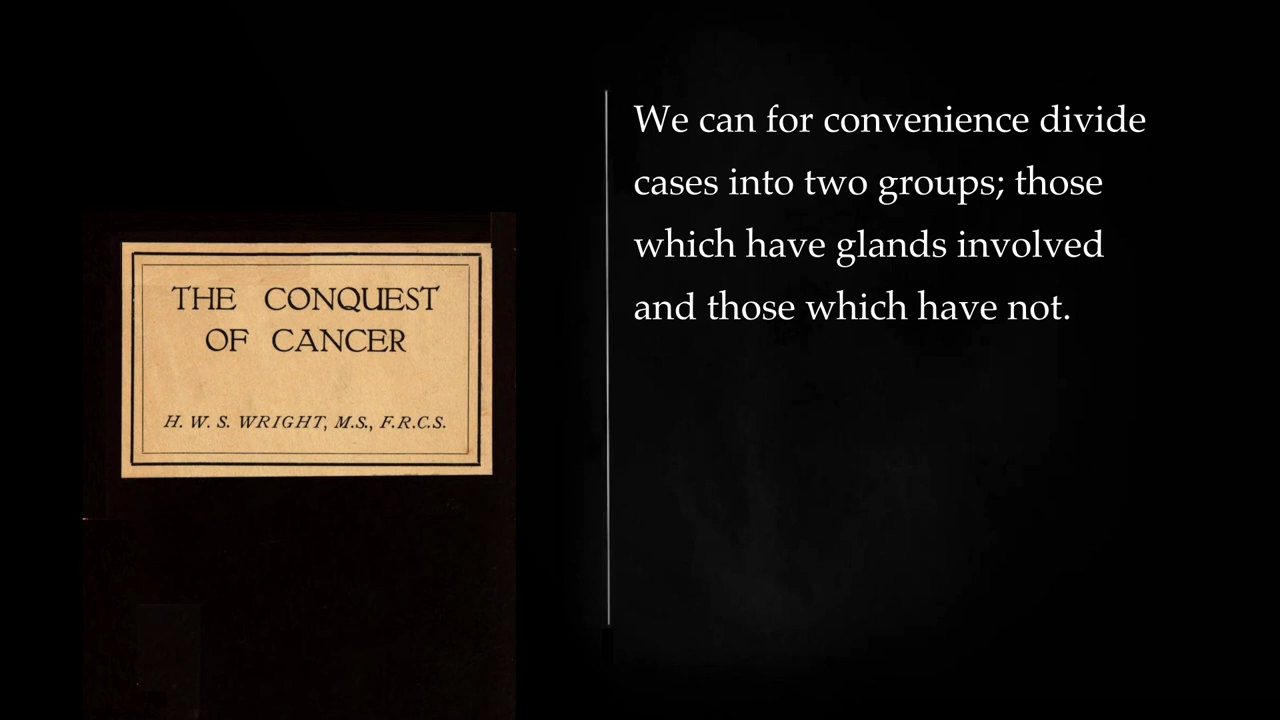 THE CONQUEST
OF CANCER
H. W. S. WRIGHT, M.S., F.R.C.S.
We can for convenience divide
cases into two groups; those
which have glands involved
and those which have not.